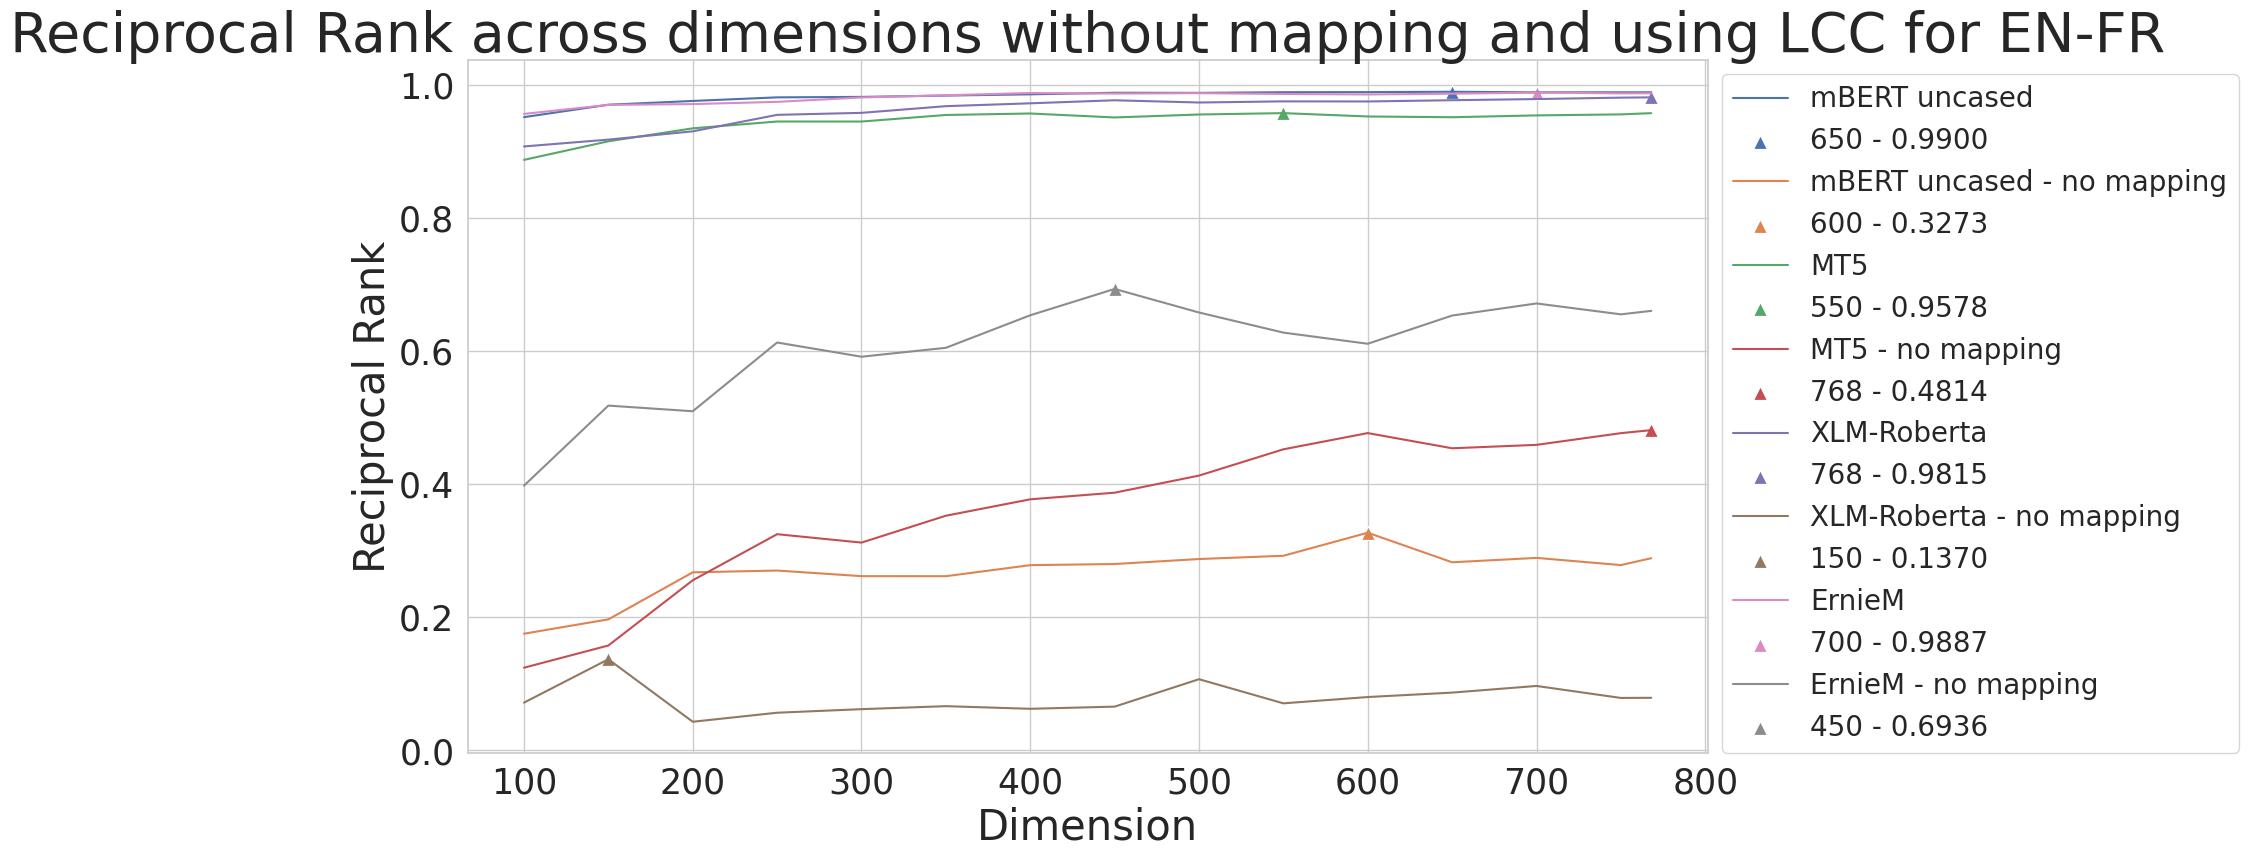 Reciprocal Rank across dimensions without mapping and using LCC for EN-FR
Reciprocal Rank
1.0
0.8
0.6
0.4
0.2
0.0
100 200 300 400 500 600 700 800
Dimension
mBERT uncased
650 - 0.9900
mBERT uncased - no mapping
600 - 0.3273
MT5
550 - 0.9578
MT5 - no mapping
768 - 0.4814
XLM-Roberta
768 - 0.9815
XLM-Roberta - no mapping
150 - 0.1370
ErnieM
700 - 0.9887
ErnieM - no mapping
450 - 0.6936